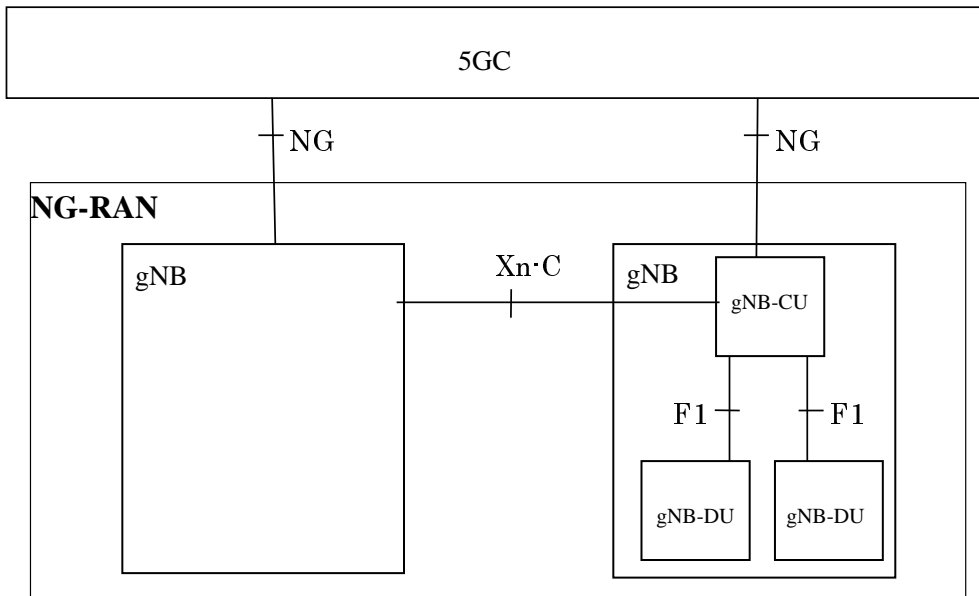 5GC
NG
NG
NG-RAN
gNB
Xn-C
gNB
gNB-CU
F1
F1
gNB-DU
gNB-DU